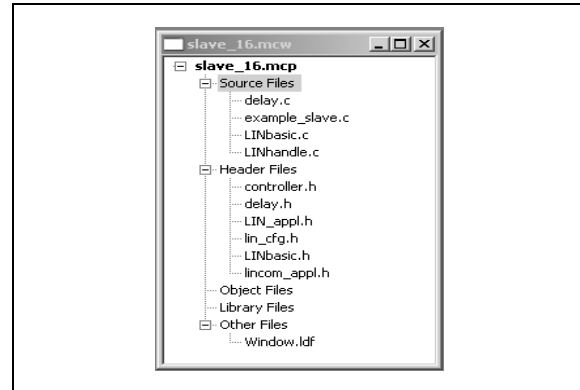 slave_16.mcw
slave_16.mcp
Source Files
delay.c
example_slave.c
LINbasic.c
LINhandle.c
Header Files
controller.h
delay.h
LIN_appl.h
lin_cfg.h
LINbasic.h
lincom_appl.h
Object Files
Library Files
Other Files
Window.ldf